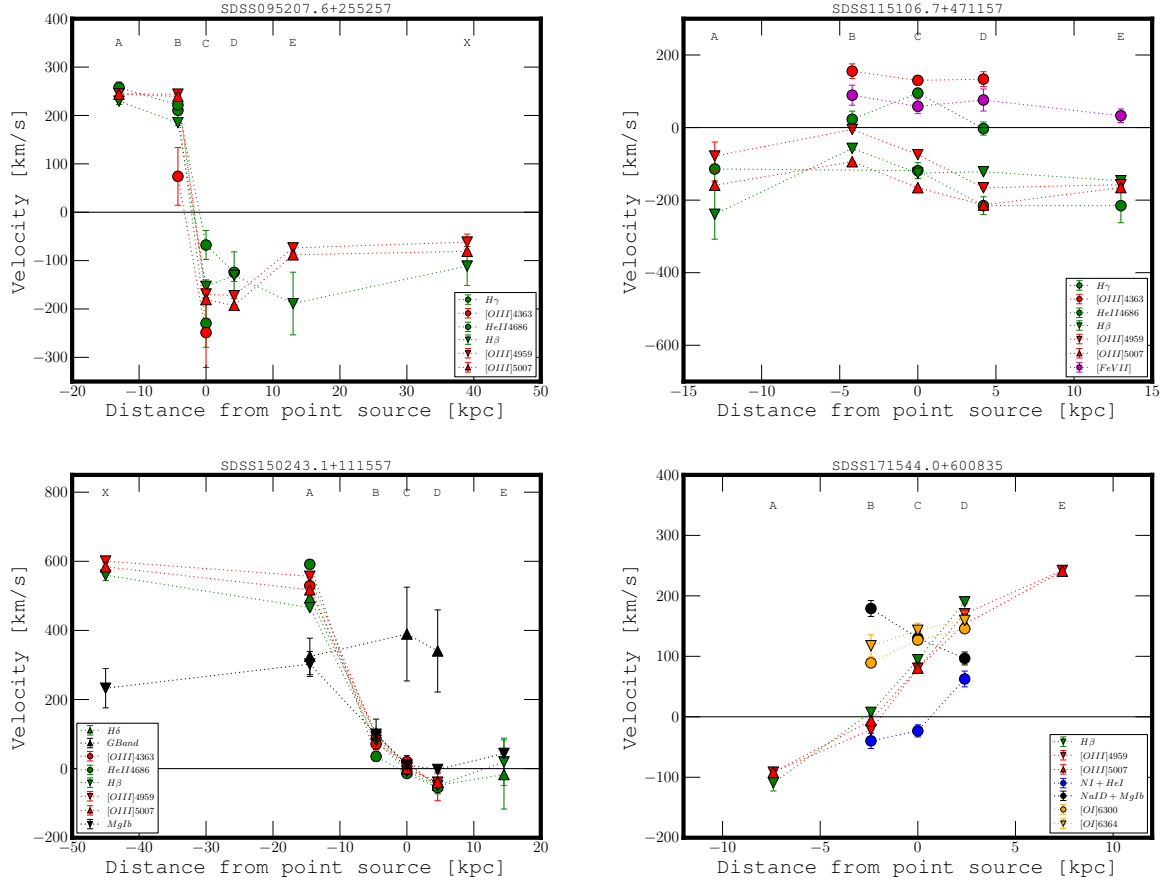 SDSS095207.6+255257
A B C D E X
400
300
200
100
0
−100
−200
−300
Velocity [km/s]
Hγ
[OIII]4363
HeII4686
Hβ
[OIII]4959
[OIII]5007
−20 −10 0 10 20 30 40 50
Distance from point source [kpc]
SDSS115106.7+471157
A B C D E
200
0
−200
−400
−600
Velocity [km/s]
Hγ
[OIII]4363
HeII4686
Hβ
[OIII]4959
[OIII]5007
[FeVII]
−15 −10 −5 0 5 10 15
Distance from point source [kpc]
SDSS150243.1+111557
X A B C D E
800
600
400
200
0
−200
Velocity [km/s]
Hδ
GBand
[OIII]4363
HeII4686
Hβ
[OIII]4959
[OIII]5007
MgIb
−50 −40 −30 −20 −10 0 10 20
Distance from point source [kpc]
SDSS171544.0+600835
A B C D E
400
300
200
100
0
−100
−200
Velocity [km/s]
Hβ
[OIII]4959
[OIII]5007
NI+HeI
NaID+MgIb
[OI]6300
[OI]6364
−10 −5 0 5 10
Distance from point source [kpc]